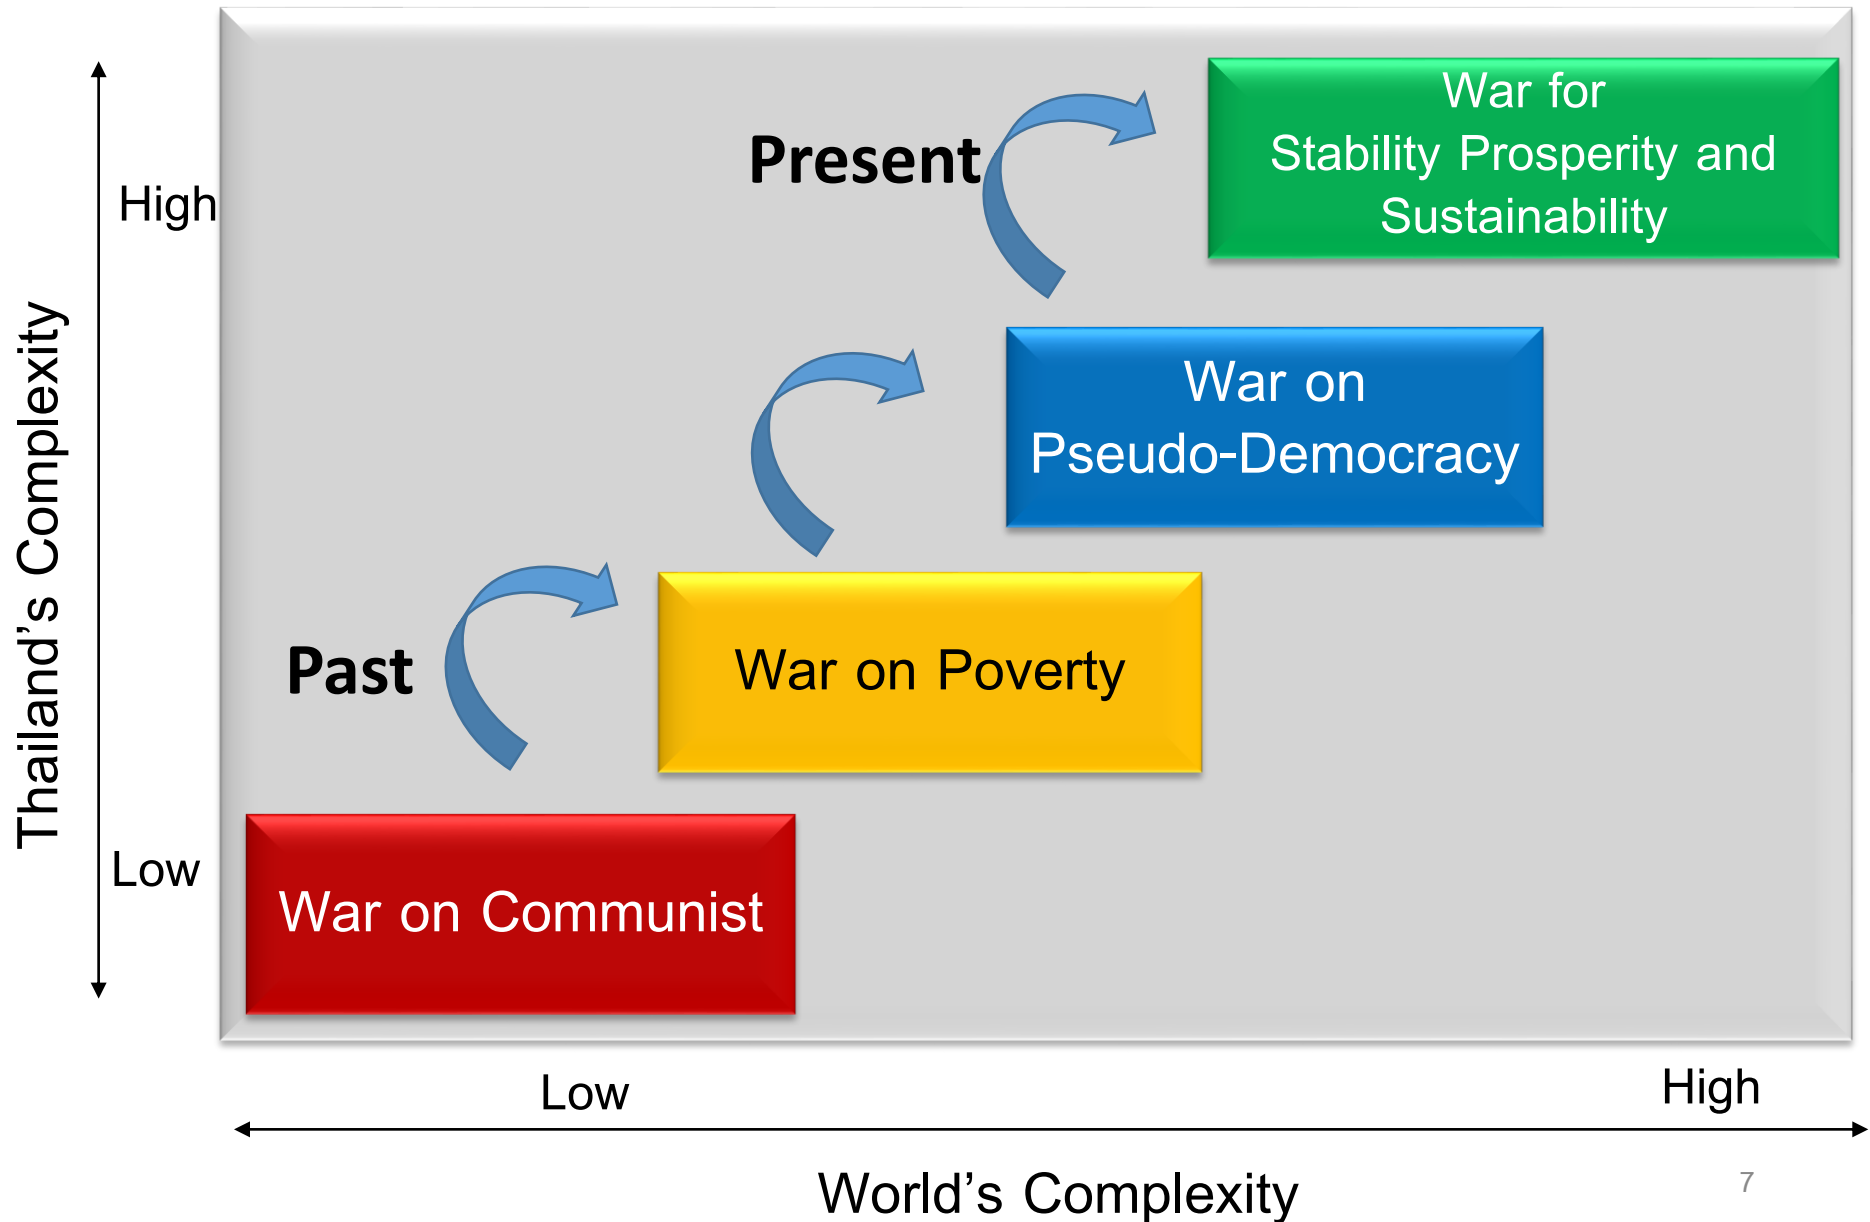 War for
Stability Prosperity and
Sustainability
Present
High
War on
Pseudo-Democracy
Thailand's Complexity
War on Poverty
Past
Low
War on Communist
Low
High
World's Complexity
7